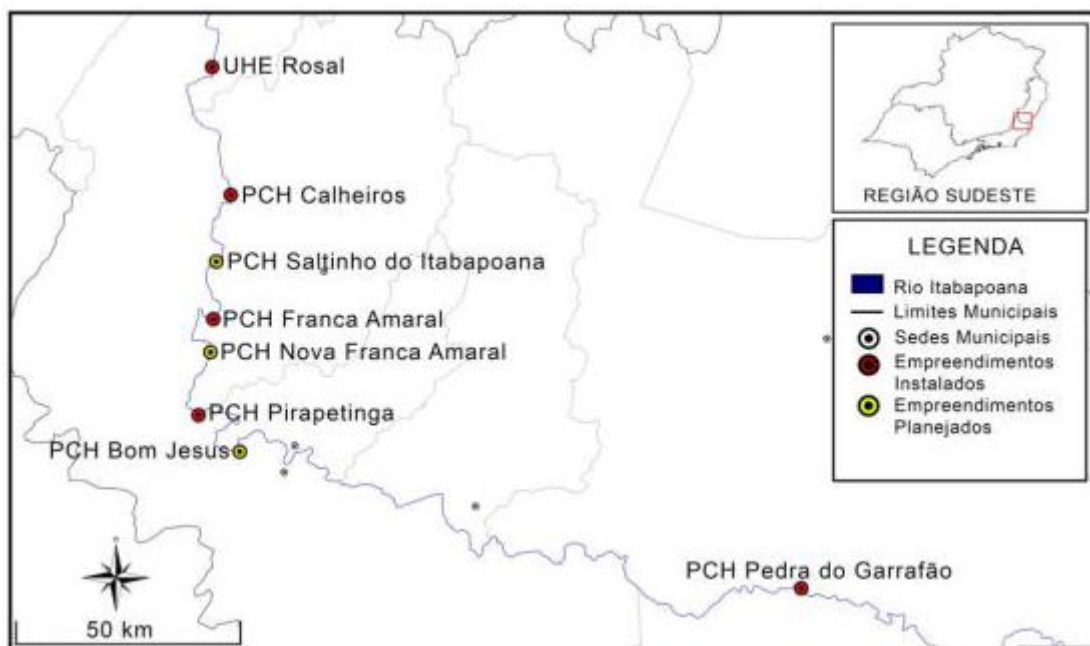 UHE Rosal
PCH Calheiros
PCH Saltinho do Itabapoana
PCH Franca Amaral
PCH Nova Franca Amaral
PCH Pirapetinga
PCH Bom Jesus
PCH Pedra do Garrafão
50 km
REGIÃO SUDESTE
LEGENDA
Rio Itabapoana
Limites Municipais
Sedes Municipais
Empreendimentos
Instalados
Empreendimentos
Planejados